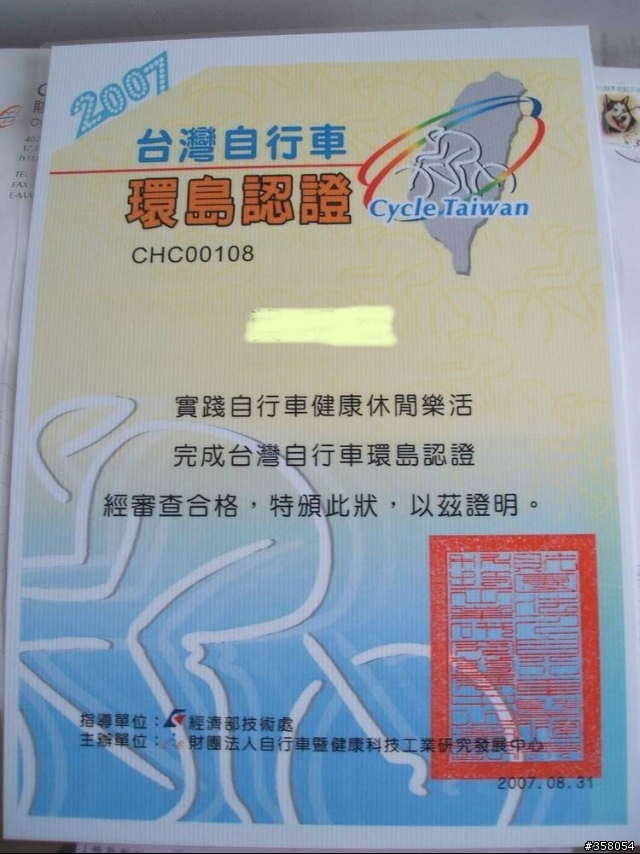 2007
台灣自行車
環島認證
Cycle Taiwan
CHC00108
實踐自行車健康休閒樂活
完成台灣自行車環島認證
經審查合格，特頒此狀，以茲證明。
指導單位：經濟部技術處
主辦單位：財團法人自行車暨健康科技工業研究發展中心
2007.08.31
#358054